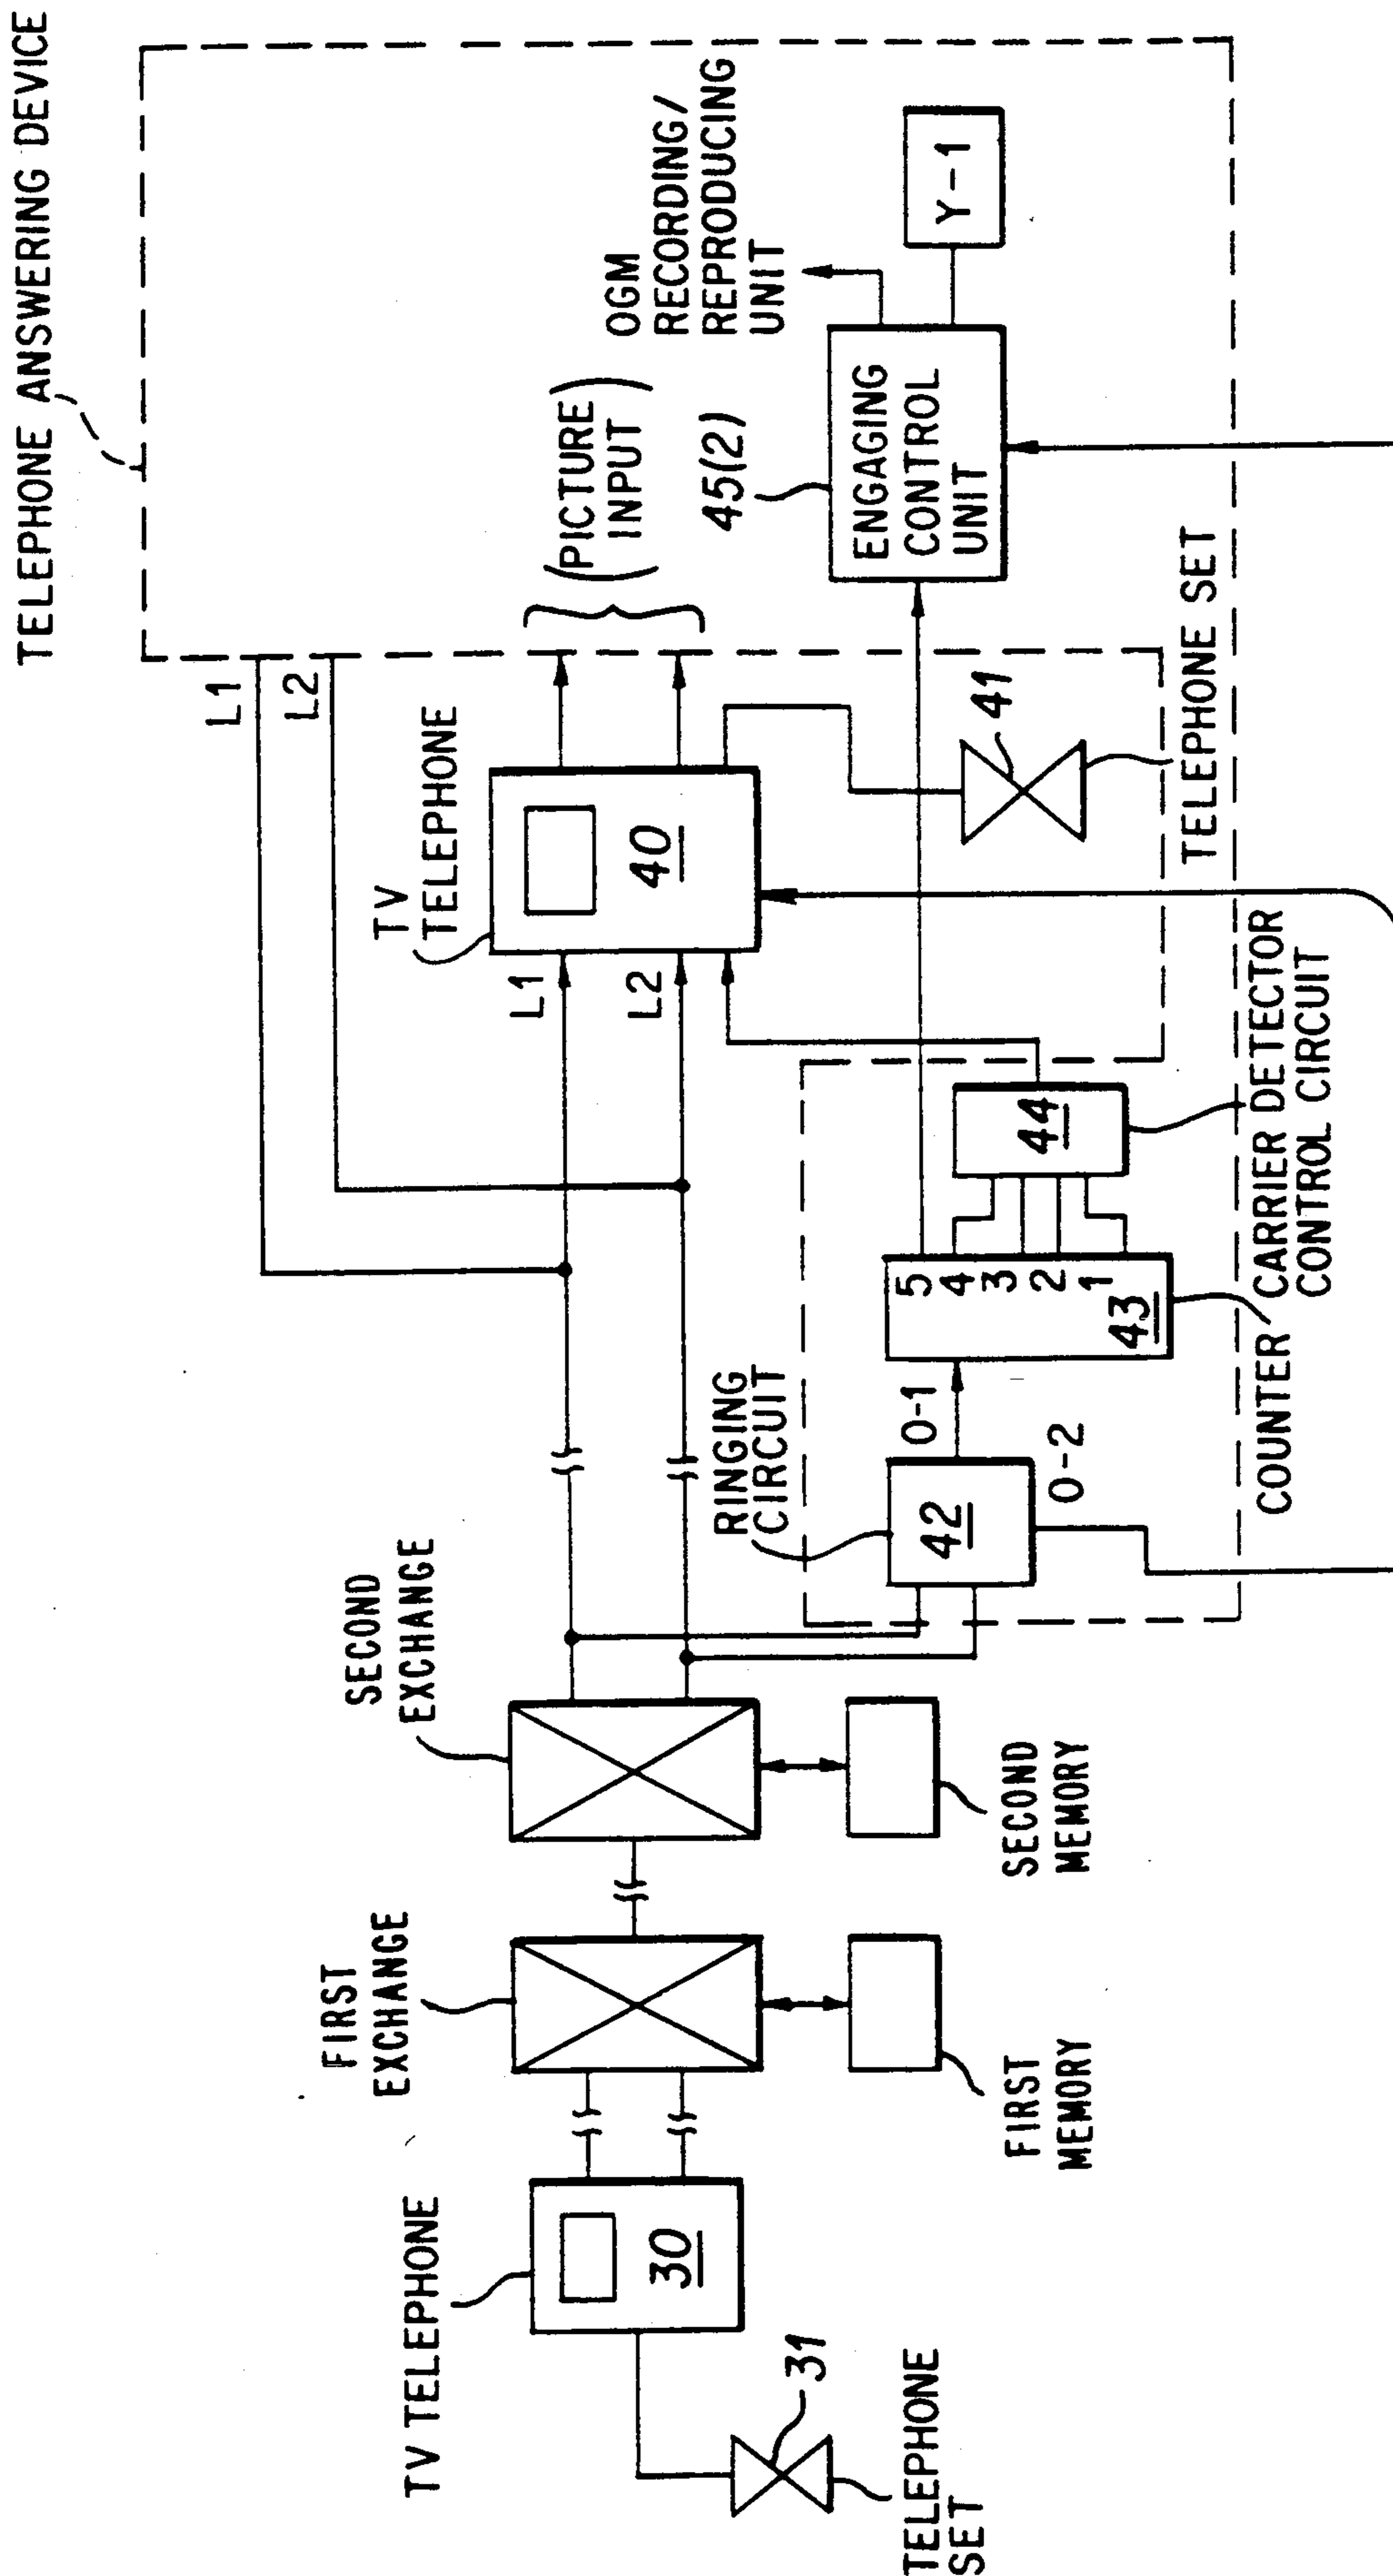 TELEPHONE ANSWERING DEVICE
L1
L2
TV
TELEPHONE
(PICTURE
INPUT)
OGM
RECORDING/
REPRODUCING
UNIT
45(2)
ENGAGING
CONTROL
UNIT
Y-1
L1
L2
40
41
TELEPHONE SET
44
CARRIER DETECTOR
CONTROL CIRCUIT
5
4
3
2
1
43
COUNTER
RINGING
CIRCUIT
42
O-1
O-2
SECOND
EXCHANGE
SECOND
MEMORY
FIRST
EXCHANGE
FIRST
MEMORY
TV TELEPHONE
30
31
TELEPHONE
SET